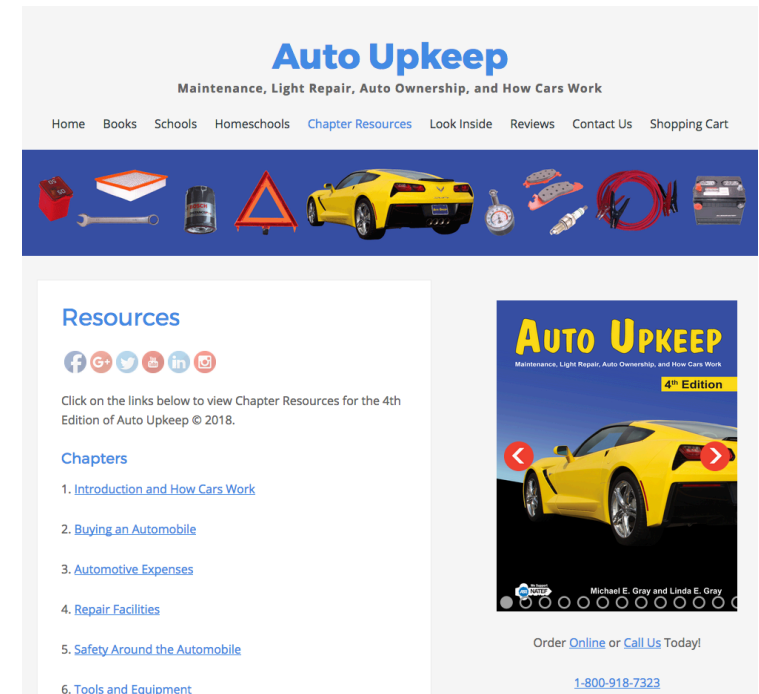 Auto Upkeep
Maintenance, Light Repair, Auto Ownership, and How Cars Work
Home Books Schools Homeschools Chapter Resources Look Inside Reviews Contact Us Shopping Cart
Resources
Click on the links below to view Chapter Resources for the 4th
Edition of Auto Upkeep © 2018.
Chapters
1. Introduction and How Cars Work
2. Buying an Automobile
3. Automotive Expenses
4. Repair Facilities
5. Safety Around the Automobile
6. Tools and Equipment
AUTO UPKEEP
Maintenance, Light Repair, Auto Ownership, and How Cars Work
4th Edition
We Support
NATEF
Michael E. Gray and Linda E. Gray
Order Online or Call Us Today!
1-800-918-7323